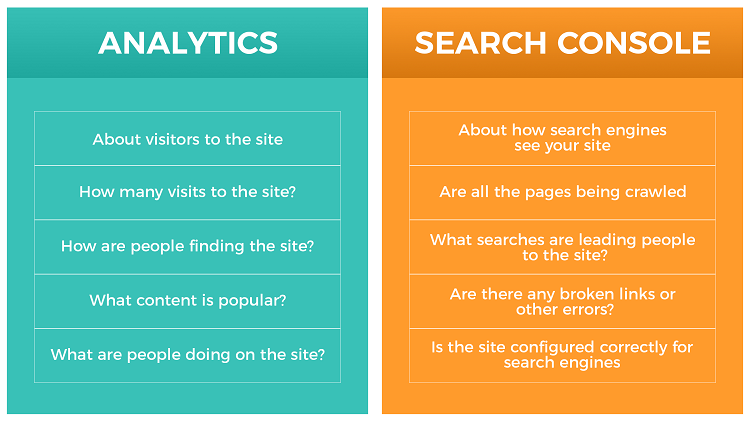 ANALYTICS
About visitors to the site
How many visits to the site?
How are people finding the site?
What content is popular?
What are people doing on the site?
SEARCH CONSOLE
About how search engines
see your site
Are all the pages being crawled
What searches are leading people
to the site?
Are there any broken links or
other errors?
Is the site configured correctly for
search engines